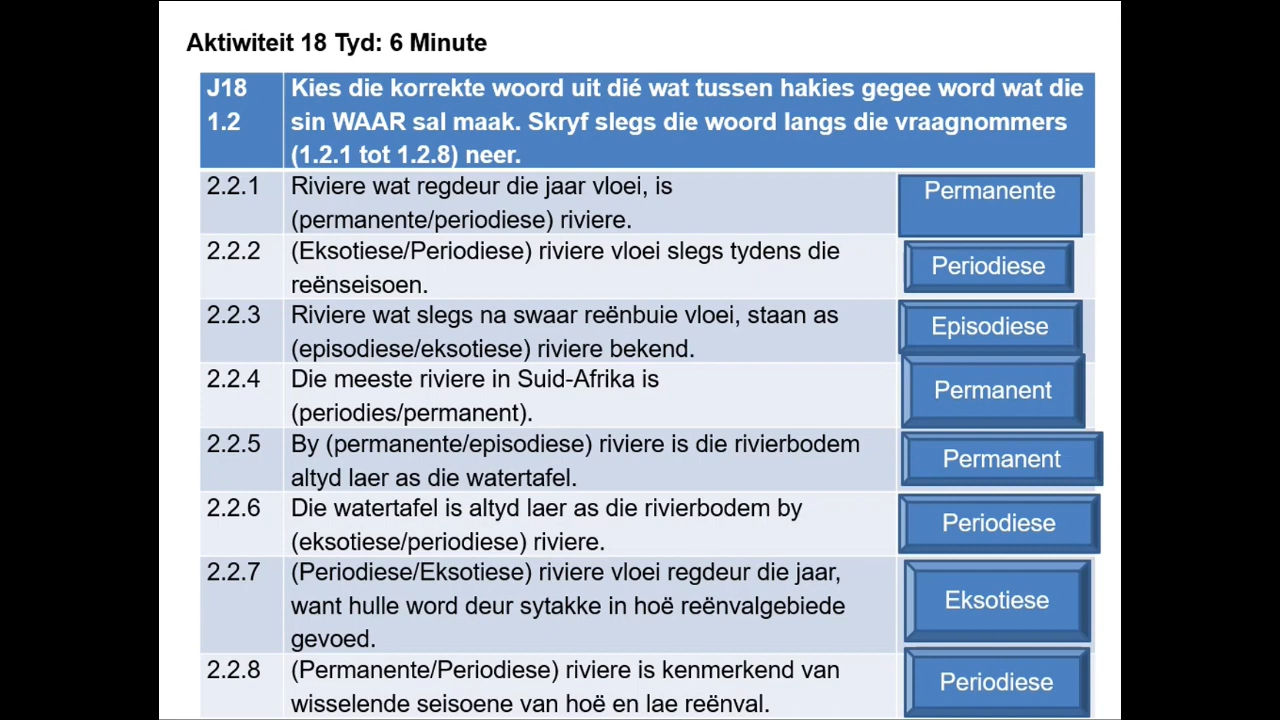 Aktiwiteit 18 Tyd: 6 Minute
J18 Kies die korrekte woord uit dié wat tussen hakies gegee word wat die
1.2 sin WAAR sal maak. Skryf slegs die woord langs die vraagnommers
(1.2.1 tot 1.2.8) neer.
2.2.1 Riviere wat regdeur die jaar vloei, is Permanente
(permanente/periodiese) riviere.
2.2.2 (Eksotiese/Periodiese) riviere vloei slegs tydens die Periodiese
reënseisoen.
2.2.3 Riviere wat slegs na swaar reënbuie vloei, staan as Episodiese
(episodiese/eksotiese) riviere bekend.
2.2.4 Die meeste riviere in Suid-Afrika is Permanent
(periodies/permanent).
2.2.5 By (permanente/episodiese) riviere is die rivierbodem Permanent
altyd laer as die watertafel.
2.2.6 Die watertafel is altyd laer as die rivierbodem by Periodiese
(eksotiese/periodiese) riviere.
2.2.7 (Periodiese/Eksotiese) riviere vloei regdeur die jaar, Eksotiese
want hulle word deur sytakke in hoë reënvalgebiede
gevoed.
2.2.8 (Permanente/Periodiese) riviere is kenmerkend van Periodiese
wisselende seisoene van hoë en lae reënval.